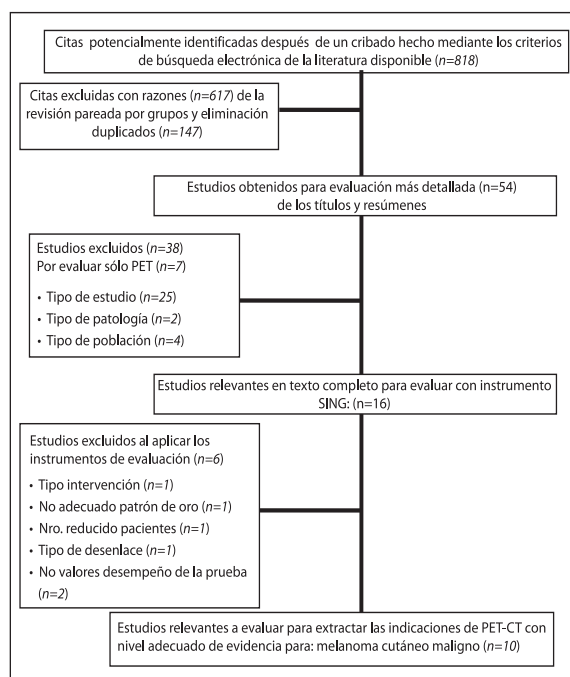 Citas potencialmente identificadas después de un cribado hecho mediante los criterios
de búsqueda electrónica de la literatura disponible (n=818)
Citas excluidas con razones (n=617) de la
revisión pareada por grupos y eliminación
duplicados (n=147)
Estudios obtenidos para evaluación más detallada (n=54)
de los títulos y resúmenes
Estudios excluidos (n=38)
Por evaluar sólo PET (n=7)
• Tipo de estudio (n=25)
• Tipo de patología (n=2)
• Tipo de población (n=4)
Estudios relevantes en texto completo para evaluar con instrumento
SING: (n=16)
Estudios excluidos al aplicar los
instrumentos de evaluación (n=6)
• Tipo intervención (n=1)
• No adecuado patrón de oro (n=1)
• Nro. reducido pacientes (n=1)
• Tipo de desenlace (n=1)
• No valores desempeño de la prueba
(n=2)
Estudios relevantes a evaluar para extractar las indicaciones de PET-CT con
nivel adecuado de evidencia para: melanoma cutáneo maligno (n=10)